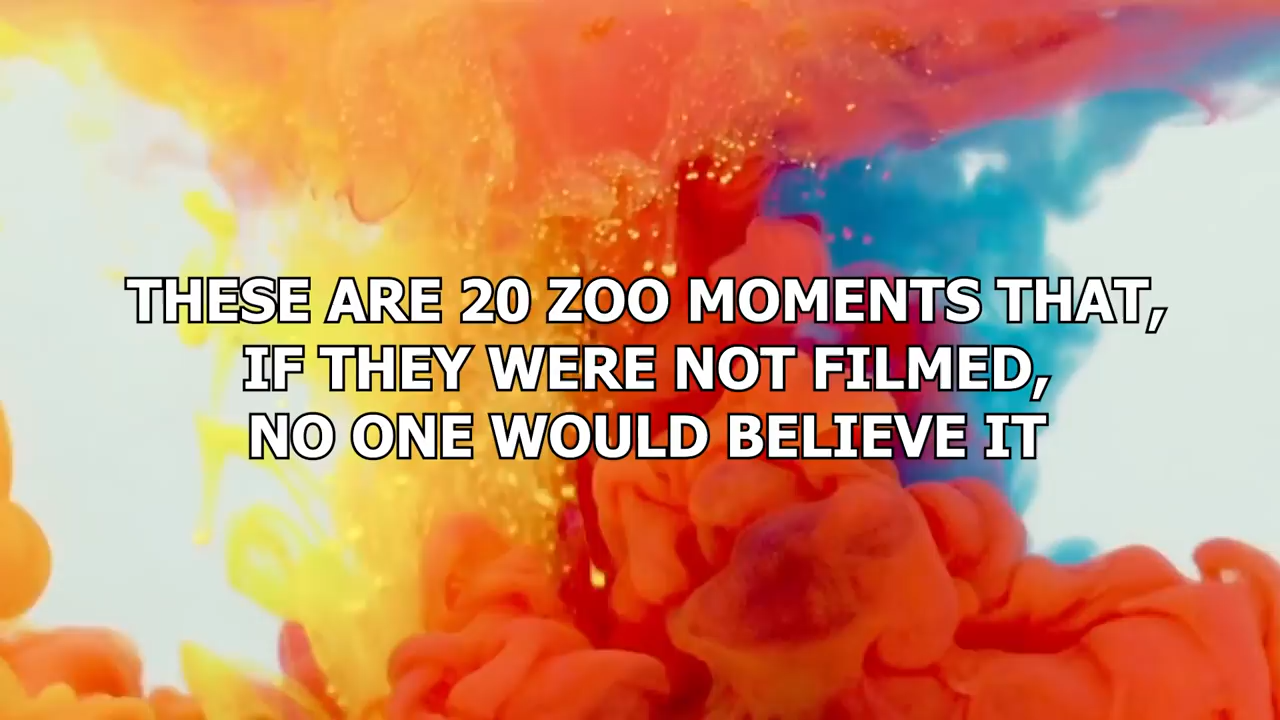 THESE ARE 20 ZOO MOMENTS THAT,
IF THEY WERE NOT FILMED,
NO ONE WOULD BELIEVE IT